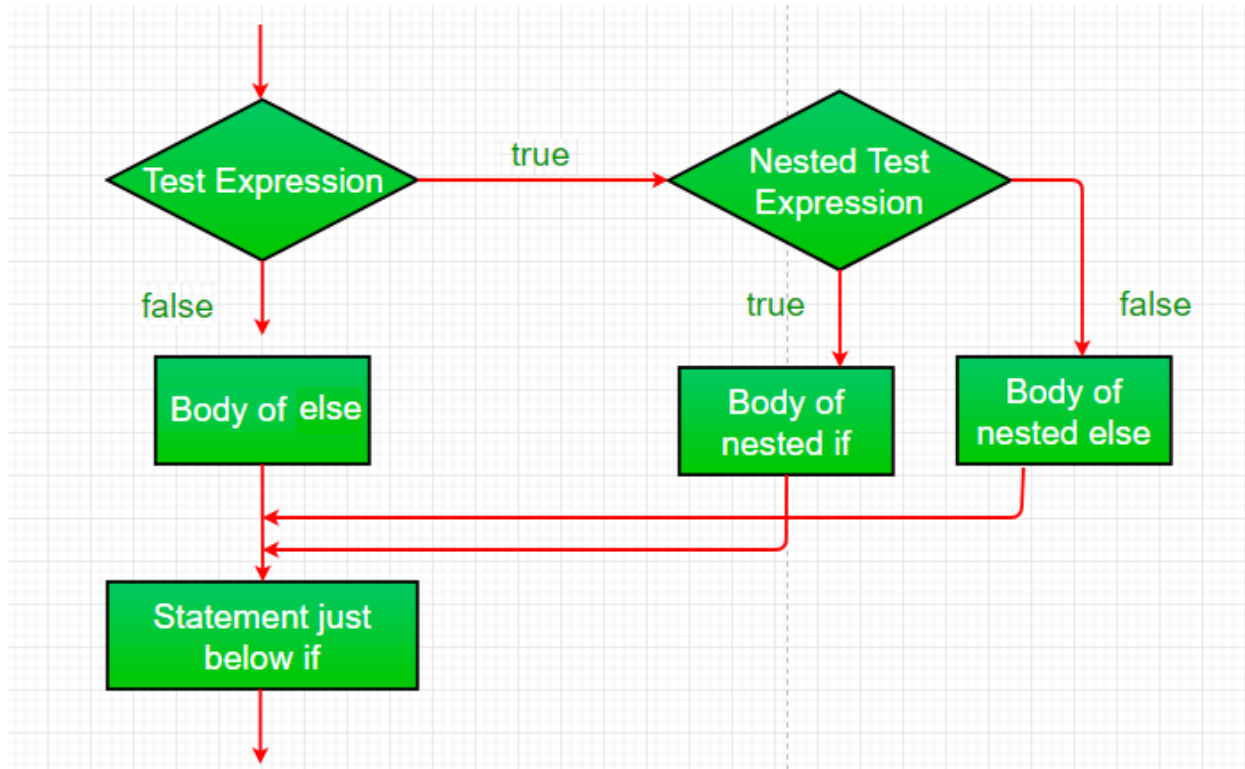 true
Test Expression
Nested Test
Expression
false
true
false
Body of else
Body of
nested if
Body of
nested else
Statement just
below if